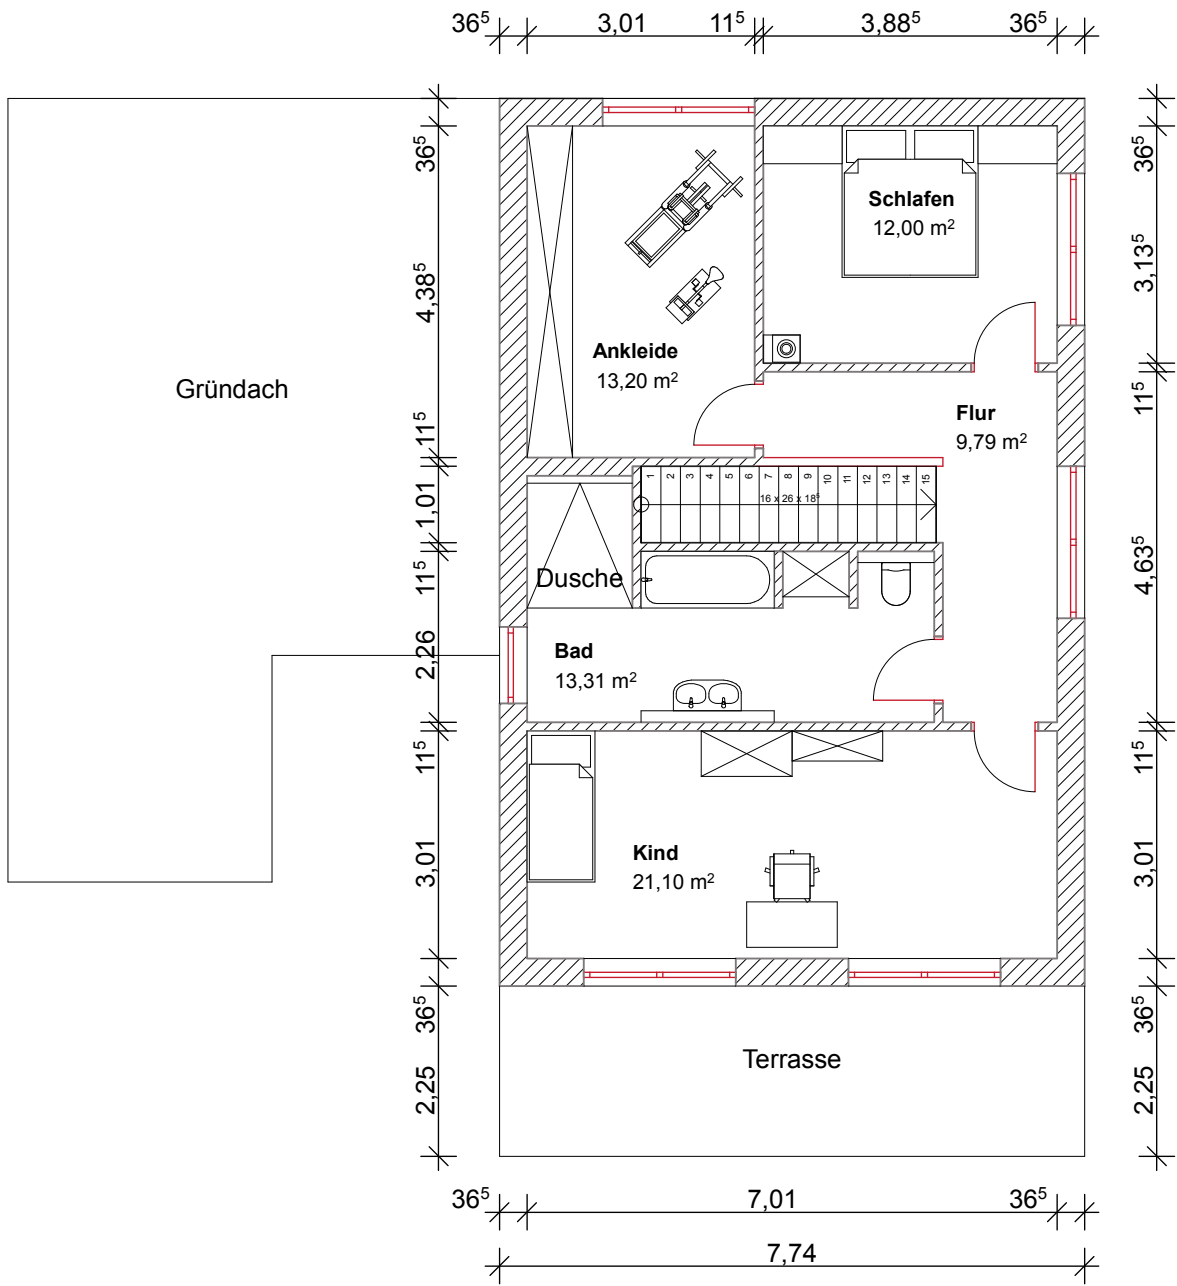 36⁵ 3,01 11⁵ 3,88⁵ 36⁵
36⁵
4,38⁵
11⁵
1,01
11⁵
2,26
11⁵
3,01
36⁵
2,25
Gründach
Ankleide
13,20 m²
Schlafen
12,00 m²
Flur
9,79 m²
1 2 3 4 5 6 7 8 9 10 11 12 13 14 15
16 x 26 x 18⁵
Dusche
Bad
13,31 m²
Kind
21,10 m²
Terrasse
36⁵
3,13⁵
11⁵
4,63⁵
11⁵
3,01
36⁵
2,25
36⁵ 7,01 36⁵
7,74